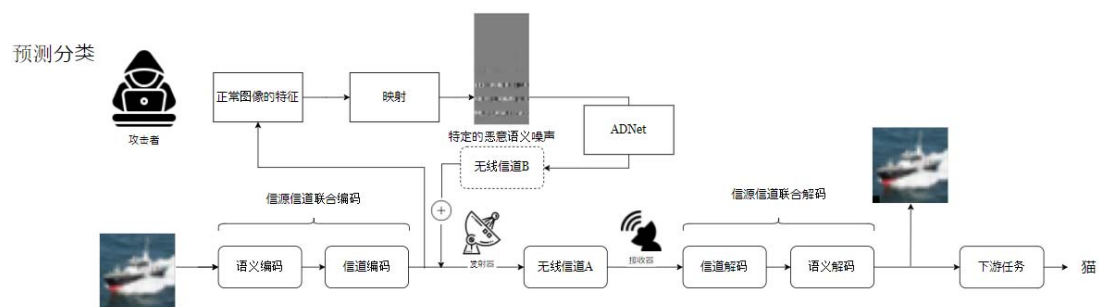 预测分类
攻击者
正常图像的特征
映射
特定的恶意语义噪声
ADNet
无线信道B
信源信道联合编码
语义编码
信道编码
发射器
无线信道A
接收器
信源信道联合解码
信道解码
语义解码
下游任务
猫